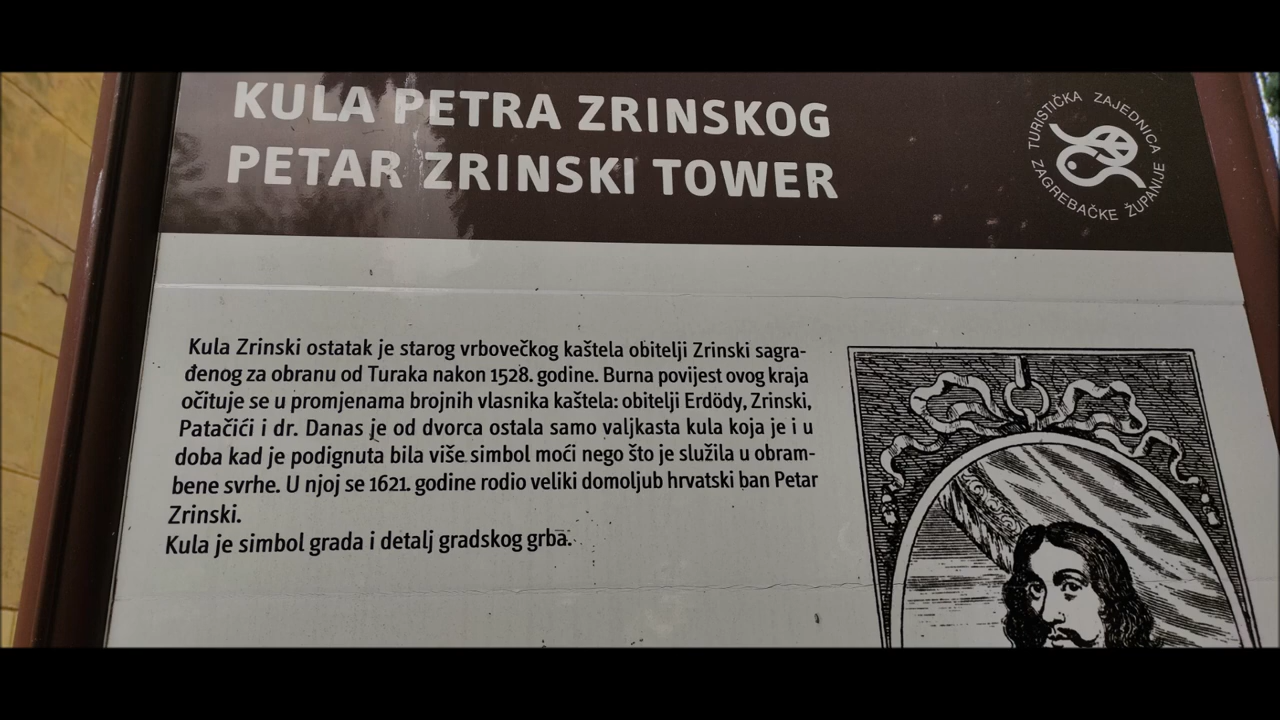 KULA PETRA ZRINSKOG
PETAR ZRINSKI TOWER
TURISTIČKA ZAJEDNICA
ZAGREBAČKE ŽUPANIJE
Kula Zrinski ostatak je starog vrbovečkog kaštela obitelji Zrinski sagra-
đenog za obranu od Turaka nakon 1528. godine. Burna povijest ovog kraja
očituje se u promjenama brojnih vlasnika kaštela: obitelji Erdödy, Zrinski,
Patačići i dr. Danas je od dvorca ostala samo valjkasta kula koja je i u
doba kad je podignuta bila više simbol moći nego što je služila u obram-
bene svrhe. U njoj se 1621. godine rodio veliki domoljub hrvatski ban Petar
Zrinski.
Kula je simbol grada i detalj gradskog grba.